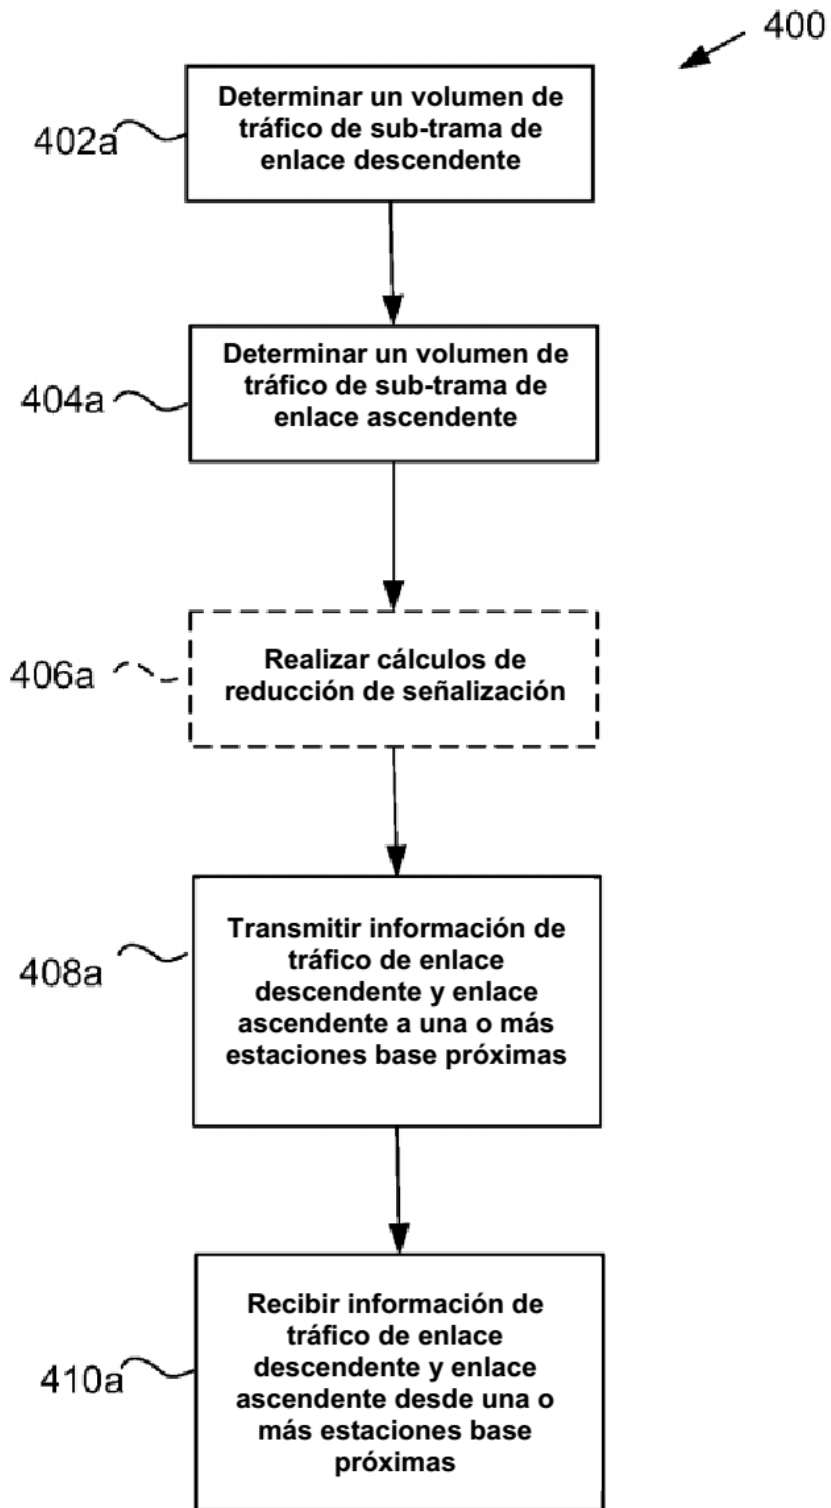 400
402a
Determinar un volumen de
tráfico de sub-trama de
enlace descendente
404a
Determinar un volumen de
tráfico de sub-trama de
enlace ascendente
406a
Realizar cálculos de
reducción de señalización
408a
Transmitir información de
tráfico de enlace
descendente y enlace
ascendente a una o más
estaciones base próximas
410a
Recibir información de
tráfico de enlace
descendente y enlace
ascendente desde una o
más estaciones base
próximas